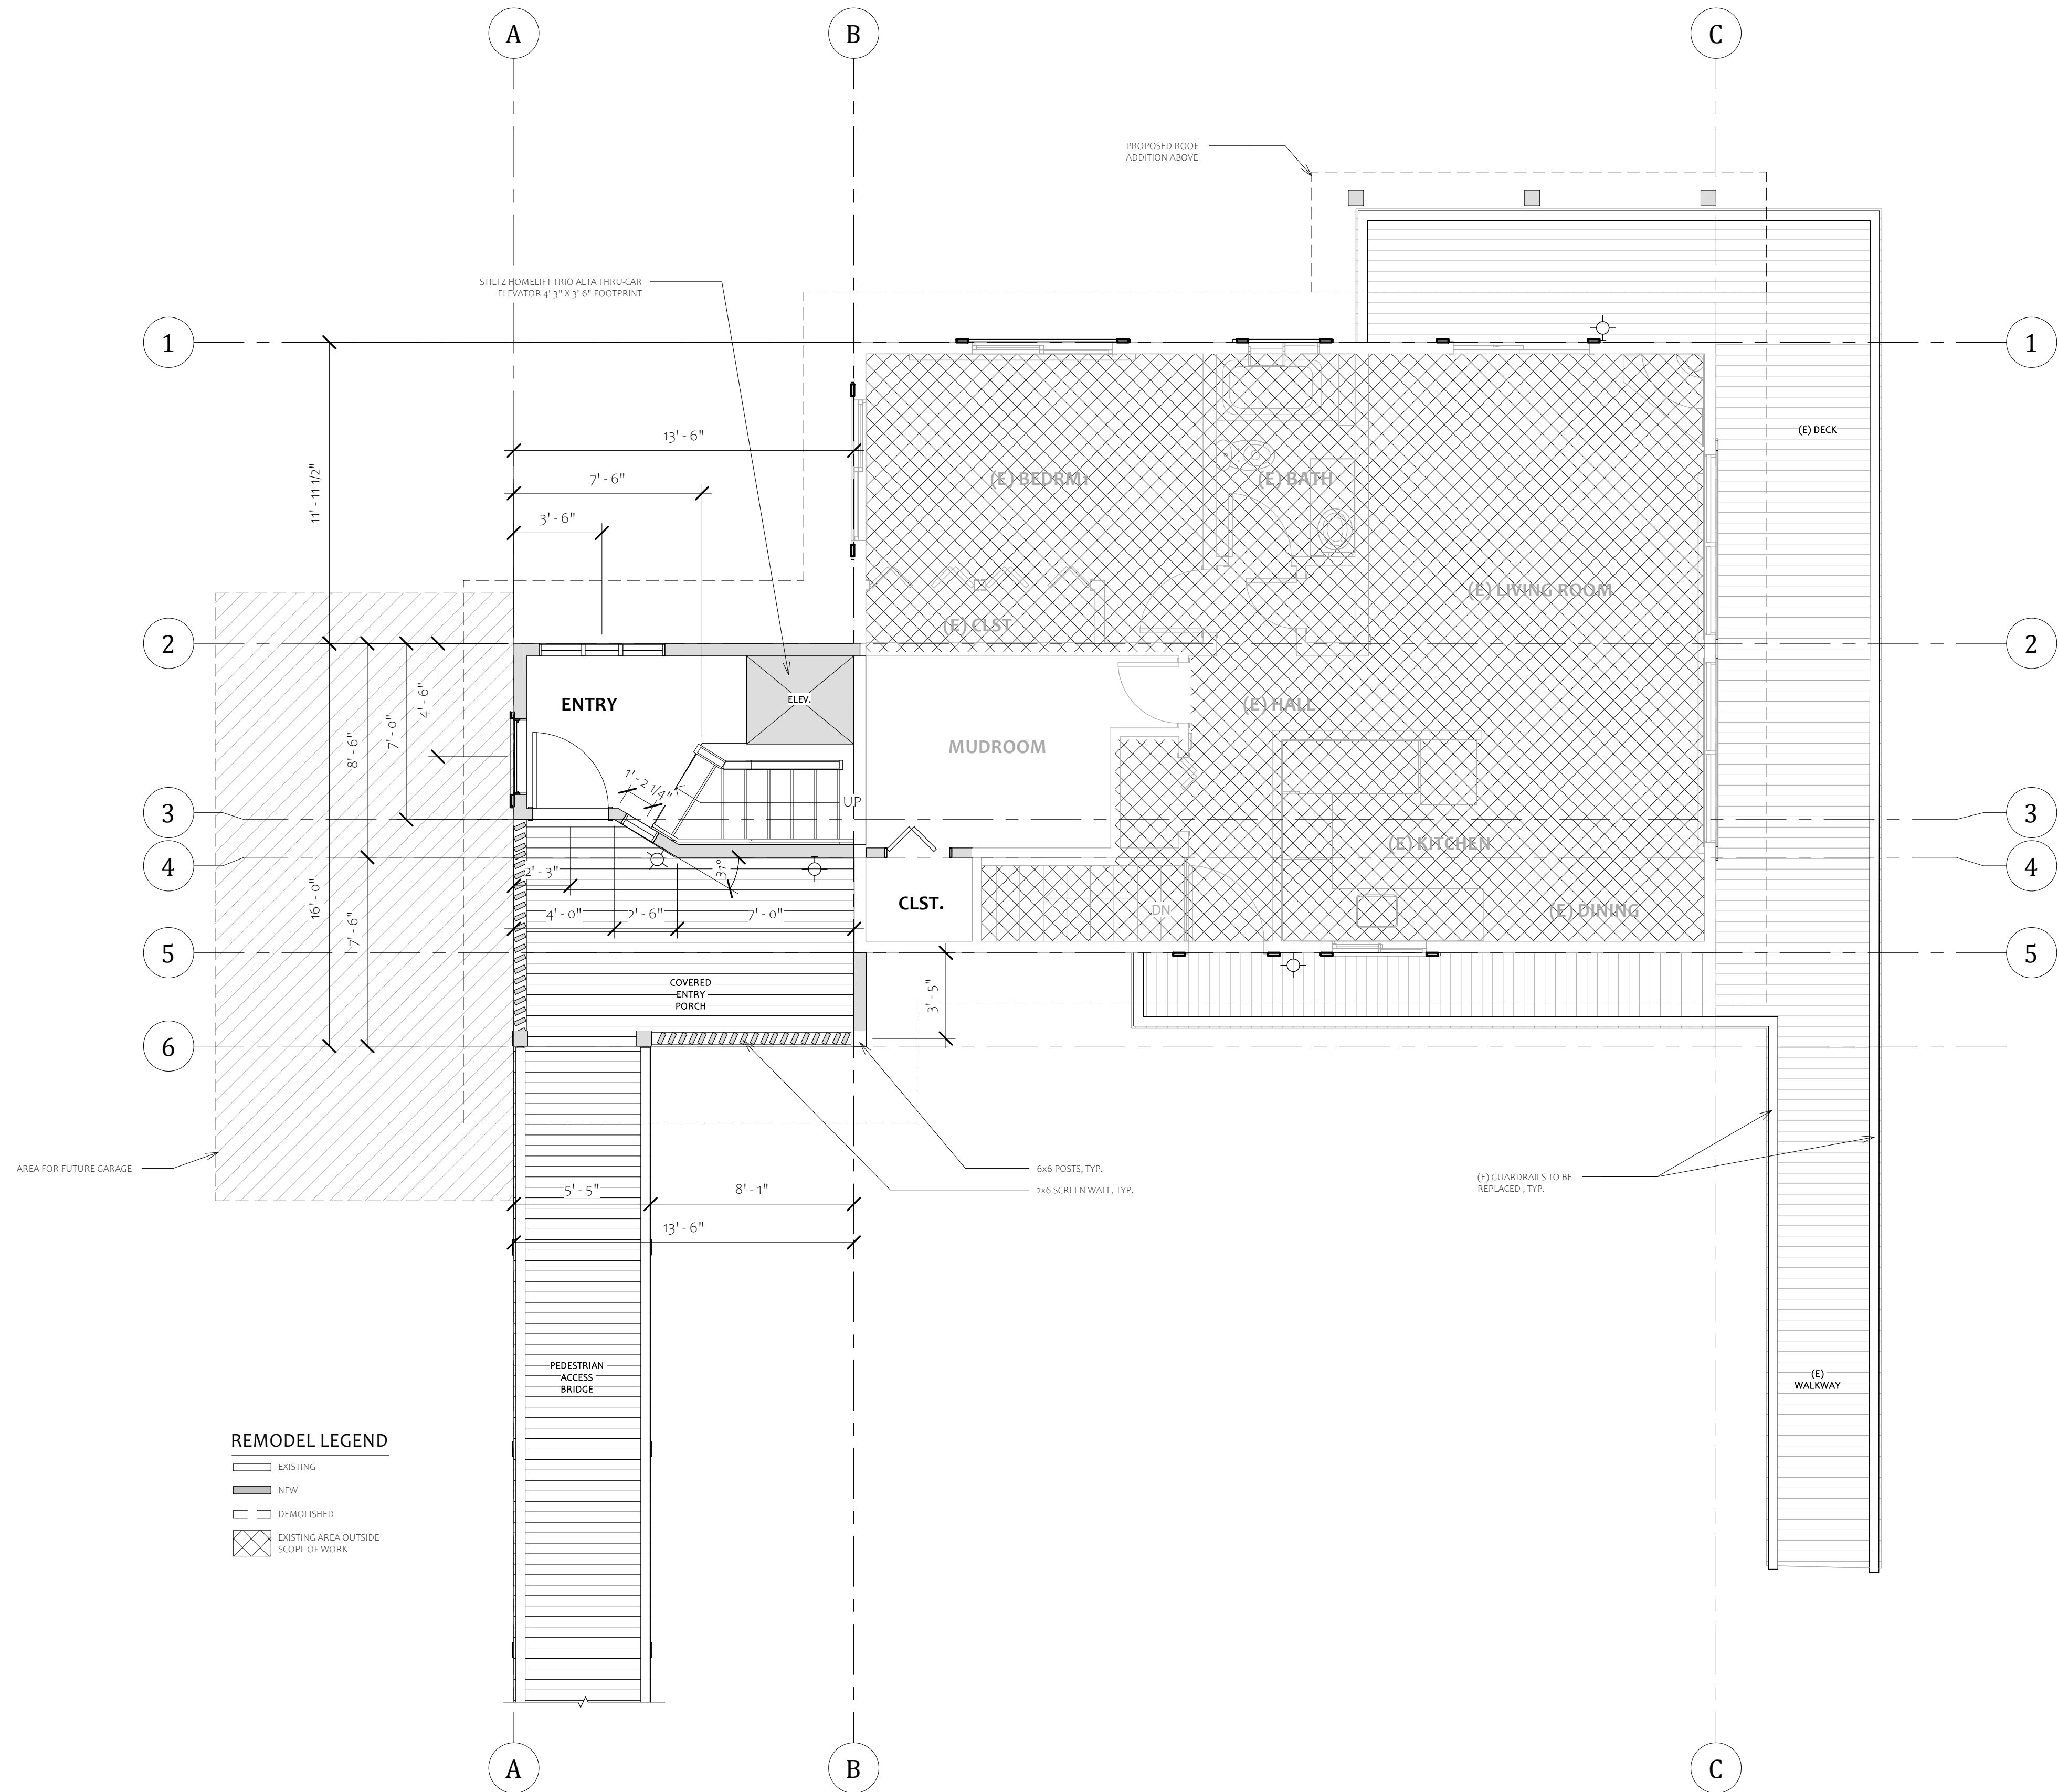 A
B
C
PROPOSED ROOF
ADDITION ABOVE
STILTZ HOMELIFT TRIO ALTA THRU-CAR
ELEVATOR 4'-3" X 3'-6" FOOTPRINT
1
1
13' - 6"
(E) DECK
11' - 11 1/2"
7' - 6"
(E) BEDRM1
(E) BATH
3' - 6"
(E) LIVING ROOM
(E) CLST
2
2
4' - 6"
7' - 0"
8' - 6"
ENTRY
ELEV.
(E) HALL
MUDROOM
1' - 2 1/4"
UP
3
3
(E) KITCHEN
4
4
31°
2' - 3"
16' - 0"
7' - 6"
4' - 0"
2' - 6"
7' - 0"
CLST.
DN
(E) DINING
5
5
COVERED
ENTRY
PORCH
3' - 5"
6
AREA FOR FUTURE GARAGE
6x6 POSTS, TYP.
2x6 SCREEN WALL, TYP.
(E) GUARDRAILS TO BE
REPLACED , TYP.
5' - 5"
8' - 1"
13' - 6"
PEDESTRIAN
ACCESS
BRIDGE
(E)
WALKWAY
REMODEL LEGEND
EXISTING
NEW
DEMOLISHED
EXISTING AREA OUTSIDE
SCOPE OF WORK
A
B
C